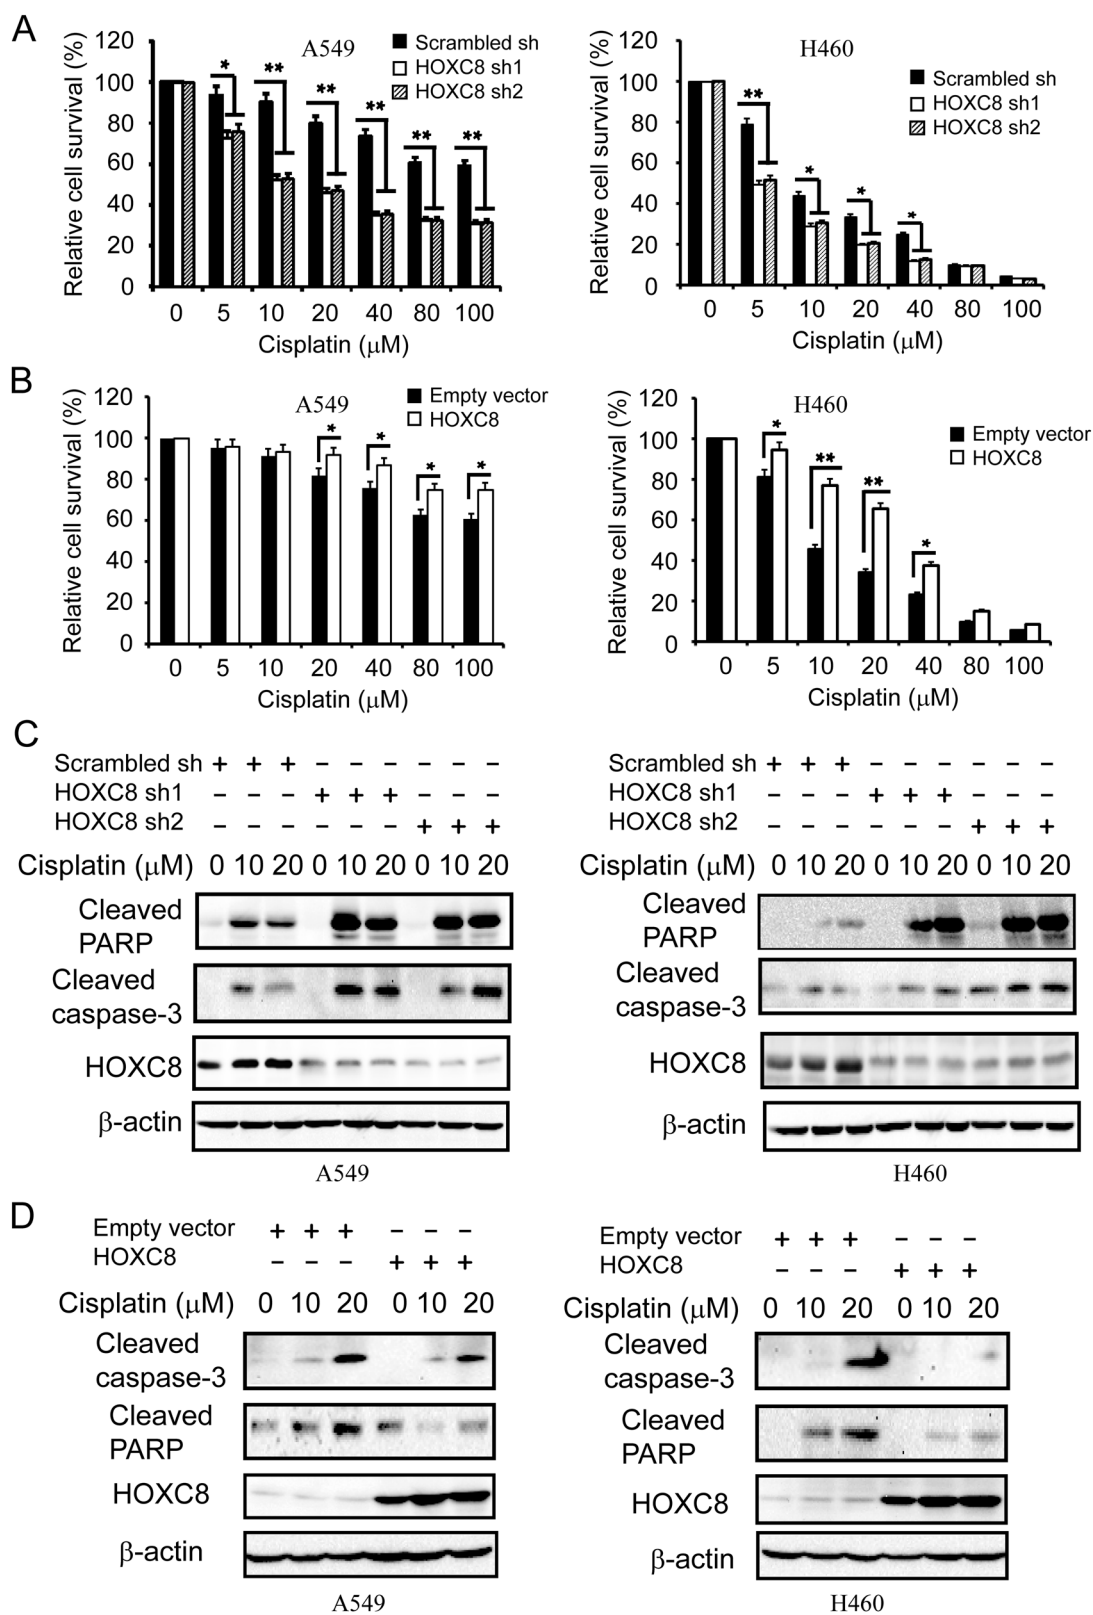 A
A549
Scrambled sh
HOXC8 sh1
HOXC8 sh2
Relative cell survival (%)
120
100
80
60
40
20
0
* ** ** ** ** **
0 5 10 20 40 80 100
Cisplatin (μM)
H460
Scrambled sh
HOXC8 sh1
HOXC8 sh2
Relative cell survival (%)
120
100
80
60
40
20
0
** * * *
0 5 10 20 40 80 100
Cisplatin (μM)
B
A549
Empty vector
HOXC8
Relative cell survival (%)
120
100
80
60
40
20
0
* * * *
0 5 10 20 40 80 100
Cisplatin (μM)
H460
Empty vector
HOXC8
Relative cell survival (%)
120
100
80
60
40
20
0
* ** ** *
0 5 10 20 40 80 100
Cisplatin (μM)
C
Scrambled sh + + + − − − − − −
HOXC8 sh1 − − − + + + − − −
HOXC8 sh2 − − − − − − + + +
Cisplatin (μM) 0 10 20 0 10 20 0 10 20
Cleaved
PARP
Cleaved
caspase-3
HOXC8
β-actin
A549
Scrambled sh + + + − − − − − −
HOXC8 sh1 − − − + + + − − −
HOXC8 sh2 − − − − − − + + +
Cisplatin (μM) 0 10 20 0 10 20 0 10 20
Cleaved
PARP
Cleaved
caspase-3
HOXC8
β-actin
H460
D
Empty vector + + + − − −
HOXC8 − − − + + +
Cisplatin (μM) 0 10 20 0 10 20
Cleaved
caspase-3
Cleaved
PARP
HOXC8
β-actin
A549
Empty vector + + + − − −
HOXC8 − − − + + +
Cisplatin (μM) 0 10 20 0 10 20
Cleaved
caspase-3
Cleaved
PARP
HOXC8
β-actin
H460